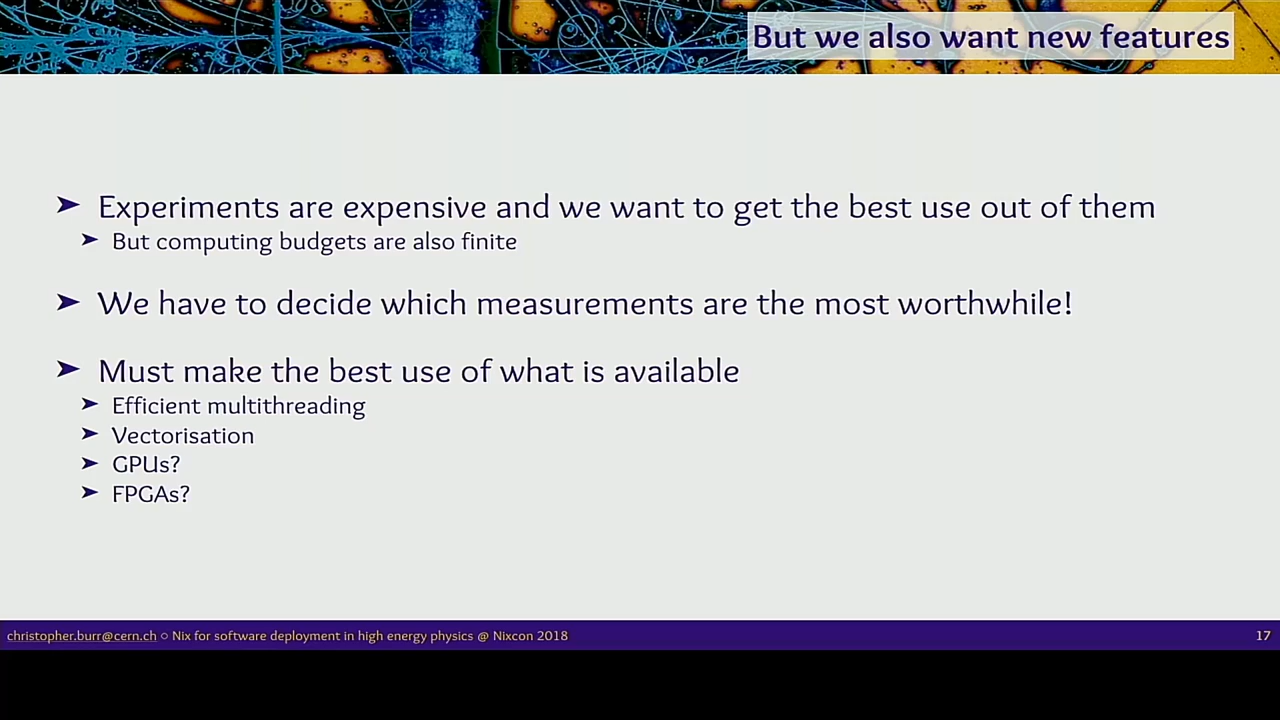 But we also want new features
➤ Experiments are expensive and we want to get the best use out of them
➤ But computing budgets are also finite
➤ We have to decide which measurements are the most worthwhile!
➤ Must make the best use of what is available
➤ Efficient multithreading
➤ Vectorisation
➤ GPUs?
➤ FPGAs?
christopher.burr@cern.ch ○ Nix for software deployment in high energy physics @ Nixcon 2018 17